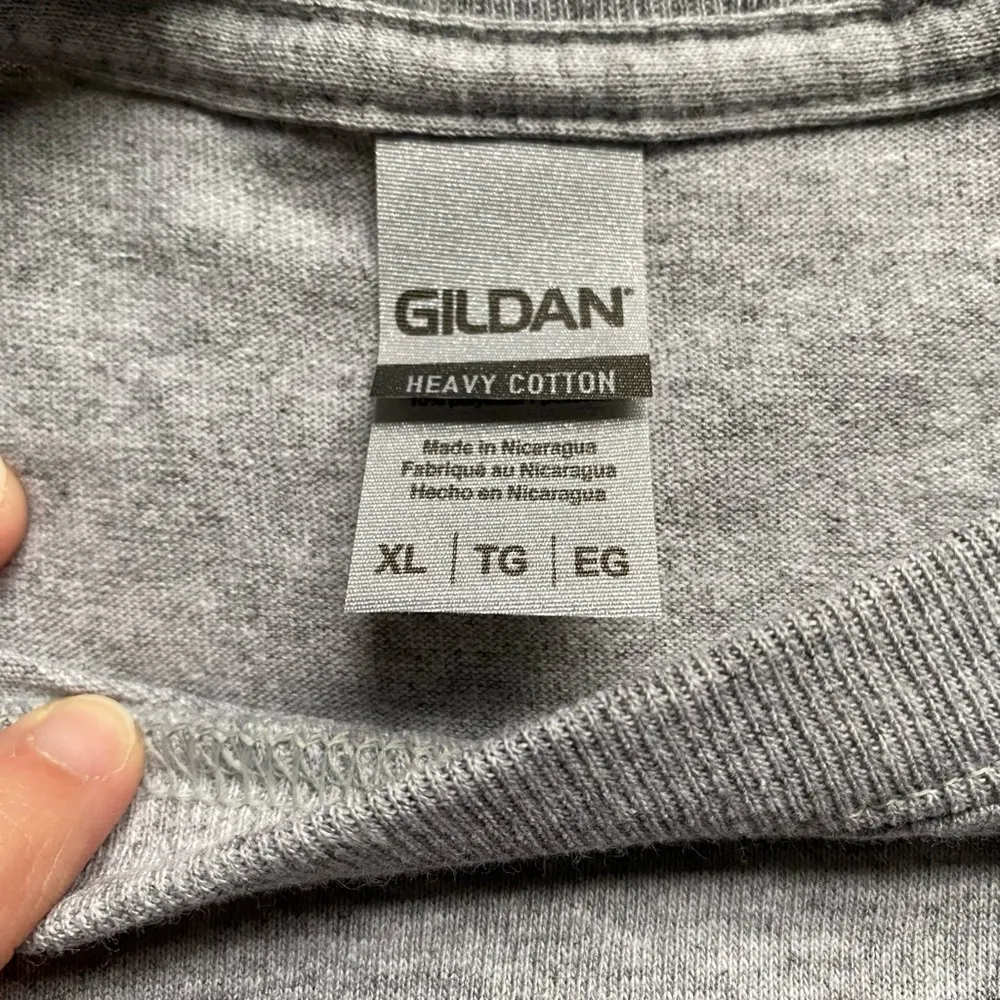 GILDAN
HEAVY COTTON
Made in Nicaragua
Fabriqué au Nicaragua
Hecho en Nicaragua
XL | TG | EG